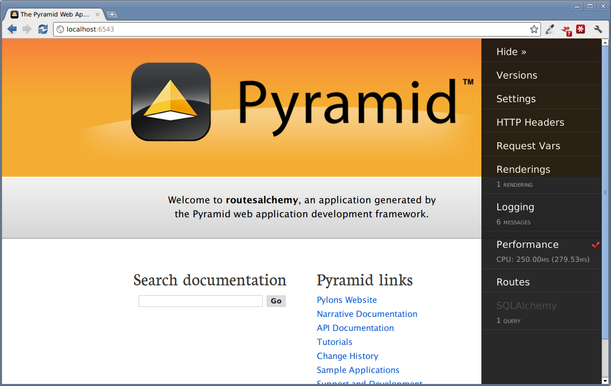 The Pyramid Web Ap...
localhost:6543
Pyramid™
Welcome to routesalchemy, an application generated by
the Pyramid web application development framework.
Search documentation
Go
Pyramid links
Pylons Website
Narrative Documentation
API Documentation
Tutorials
Change History
Sample Applications
Support and Development
Hide »
Versions
Settings
HTTP Headers
Request Vars
Renderings
1 RENDERING
Logging
6 MESSAGES
Performance
CPU: 250.00MS (279.53MS)
Routes
SQLAlchemy
1 QUERY